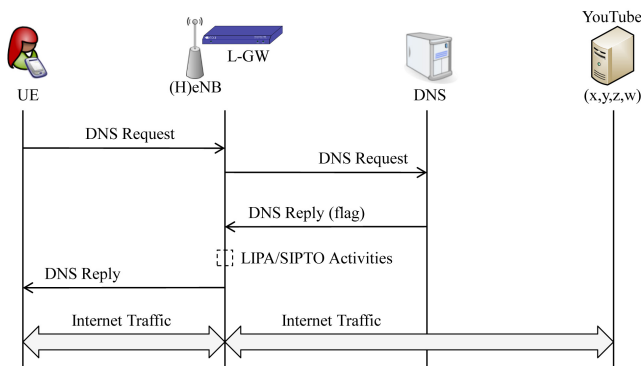 YouTube
L-GW
UE
(H)eNB
DNS
(x,y,z,w)
DNS Request
DNS Request
DNS Reply (flag)
LIPA/SIPTO Activities
DNS Reply
Internet Traffic
Internet Traffic